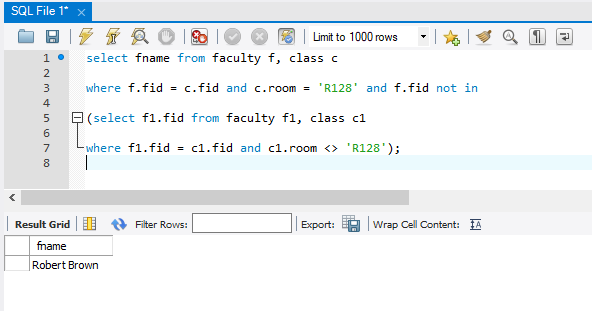 SQL File 1*
Limit to 1000 rows
1 select fname from faculty f, class c
2
3 where f.fid = c.fid and c.room = 'R128' and f.fid not in
4
5 (select f1.fid from faculty f1, class c1
6
7 where f1.fid = c1.fid and c1.room <> 'R128');
8
Result Grid Filter Rows: Export: Wrap Cell Content:
fname
Robert Brown